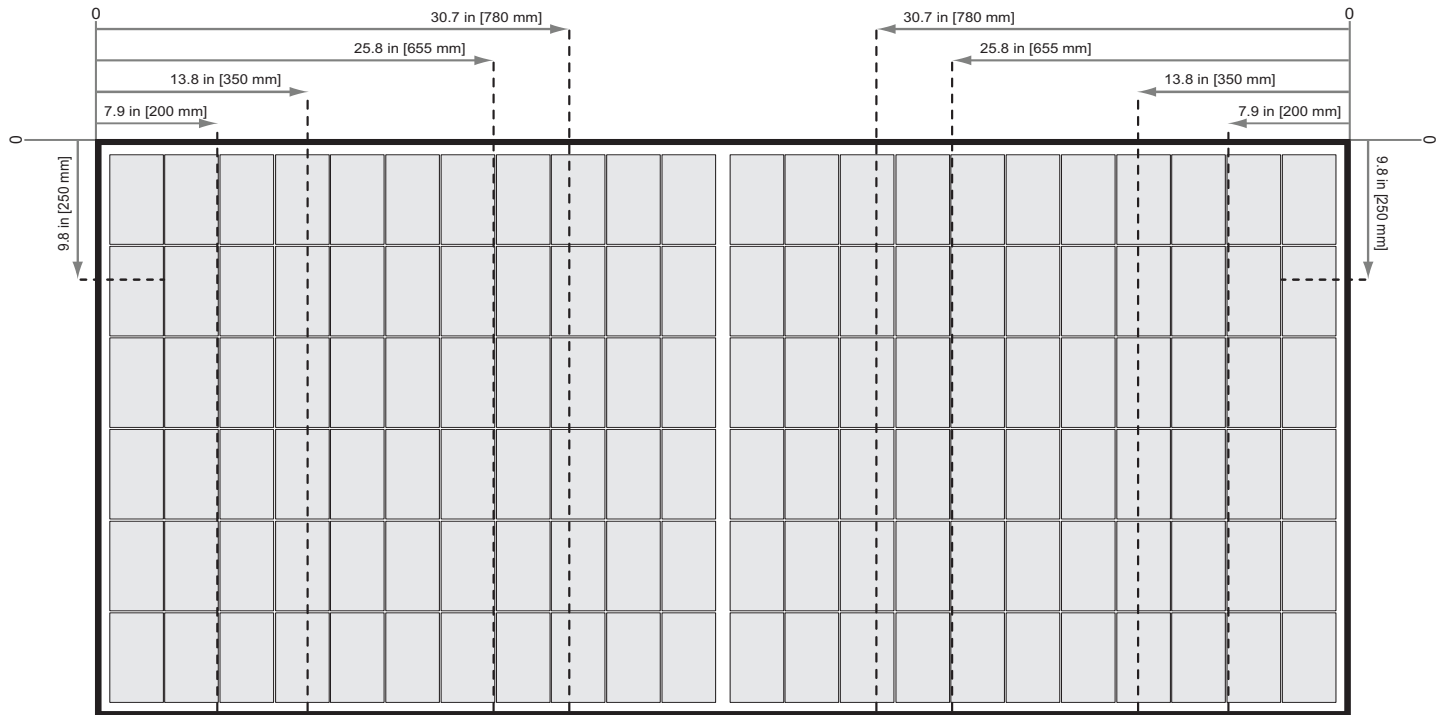 0
0
30.7 in [780 mm]
30.7 in [780 mm]
25.8 in [655 mm]
25.8 in [655 mm]
13.8 in [350 mm]
13.8 in [350 mm]
7.9 in [200 mm]
7.9 in [200 mm]
0
0
9.8 in [250 mm]
9.8 in [250 mm]